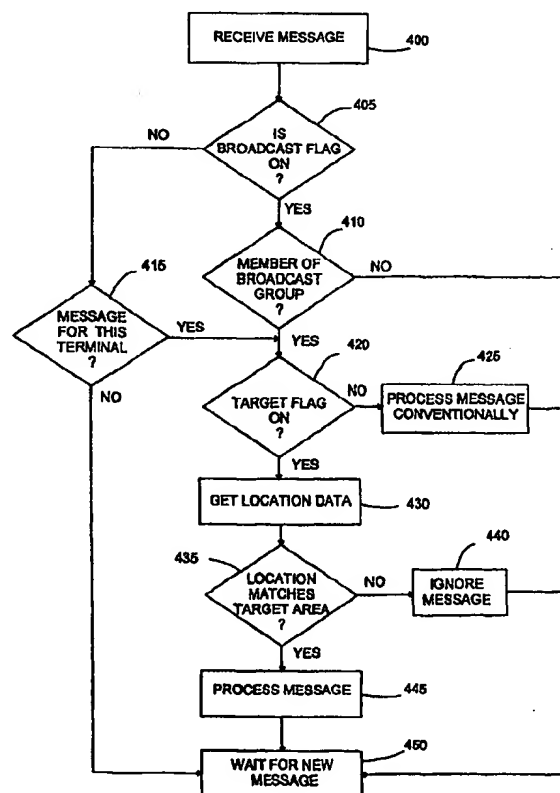 RECEIVE MESSAGE
400
405
NO
IS
BROADCAST FLAG
ON
?
YES
410
MEMBER OF
BROADCAST
GROUP
?
NO
415
MESSAGE
FOR THIS
TERMINAL
?
YES
YES
420
425
NO
TARGET FLAG
ON
?
NO
PROCESS MESSAGE
CONVENTIONALLY
YES
GET LOCATION DATA
430
435
440
LOCATION
MATCHES
TARGET AREA
?
NO
IGNORE
MESSAGE
YES
PROCESS MESSAGE
445
450
WAIT FOR NEW
MESSAGE